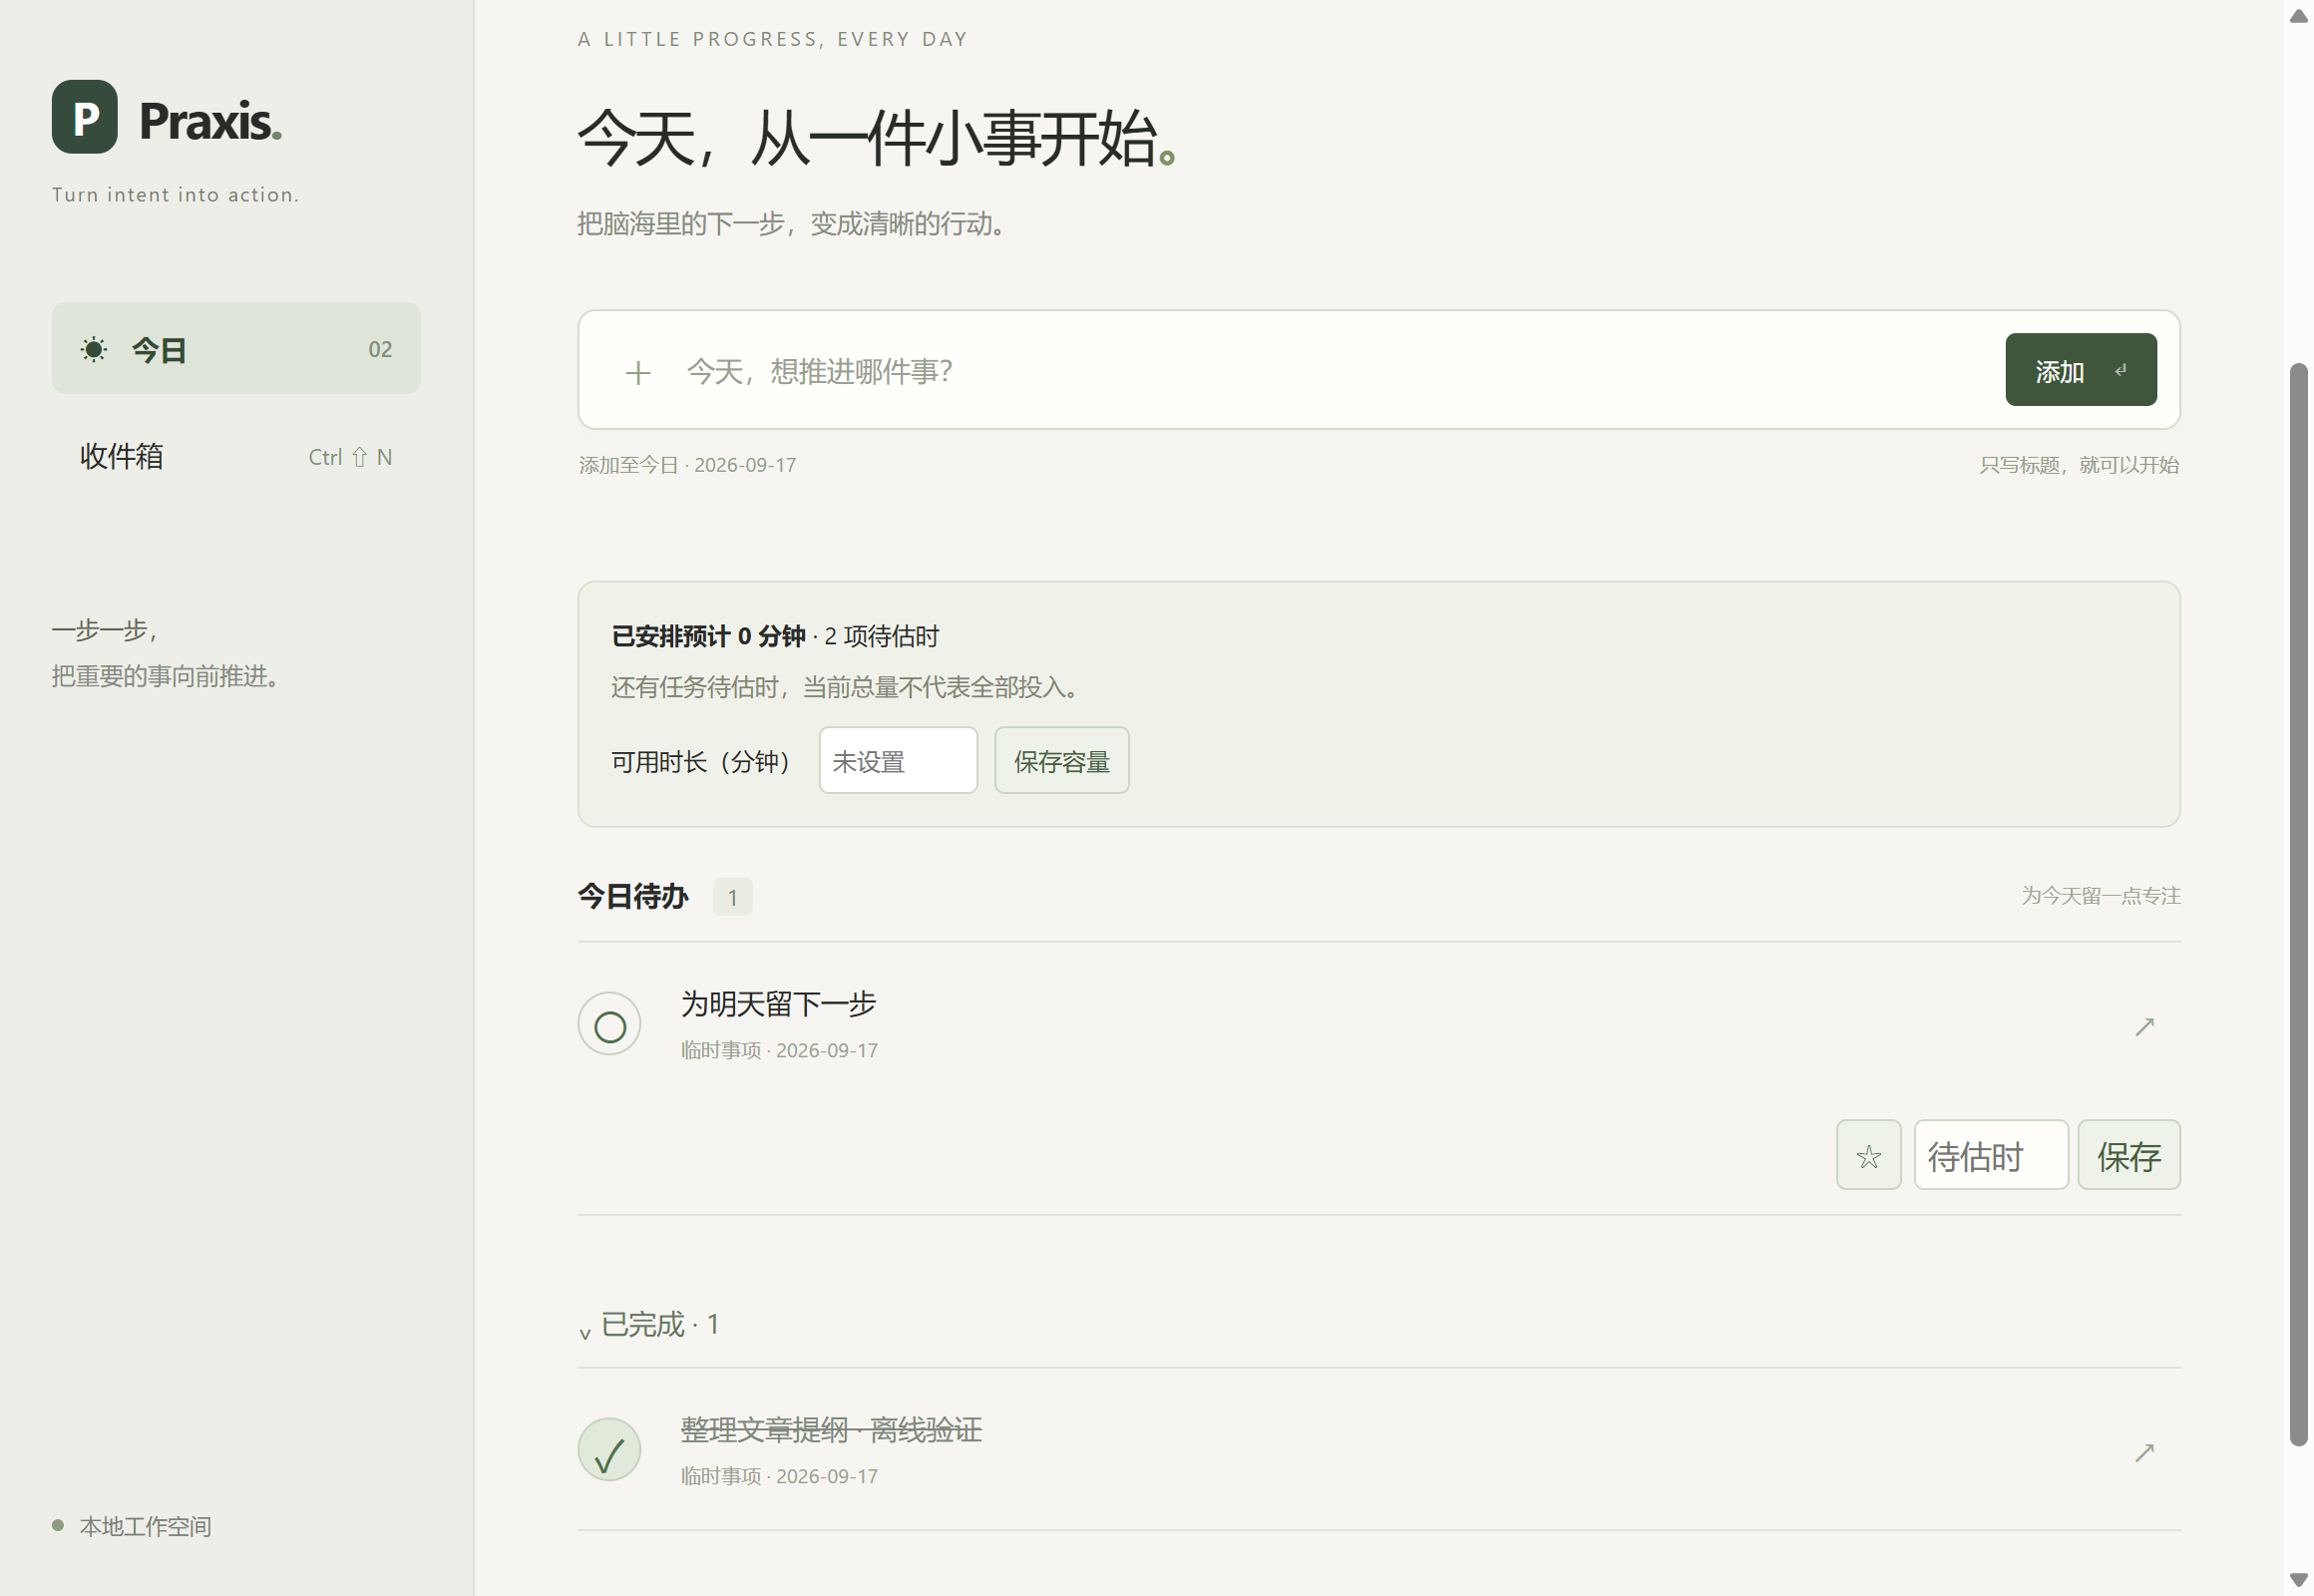 P Praxis.
Turn intent into action.
今日 02
收件箱 Ctrl ⇧ N
一步一步，
把重要的事向前推进。
本地工作空间
A LITTLE PROGRESS, EVERY DAY
今天，从一件小事开始。
把脑海里的下一步，变成清晰的行动。
今天，想推进哪件事？
添加 ↵
添加至今日 · 2026-09-17
只写标题，就可以开始
已安排预计 0 分钟 · 2 项待估时
还有任务待估时，当前总量不代表全部投入。
可用时长（分钟） 未设置 保存容量
今日待办 1
为今天留一点专注
为明天留下一步
临时事项 · 2026-09-17
待估时 保存
已完成 · 1
整理文章提纲 · 离线验证
临时事项 · 2026-09-17